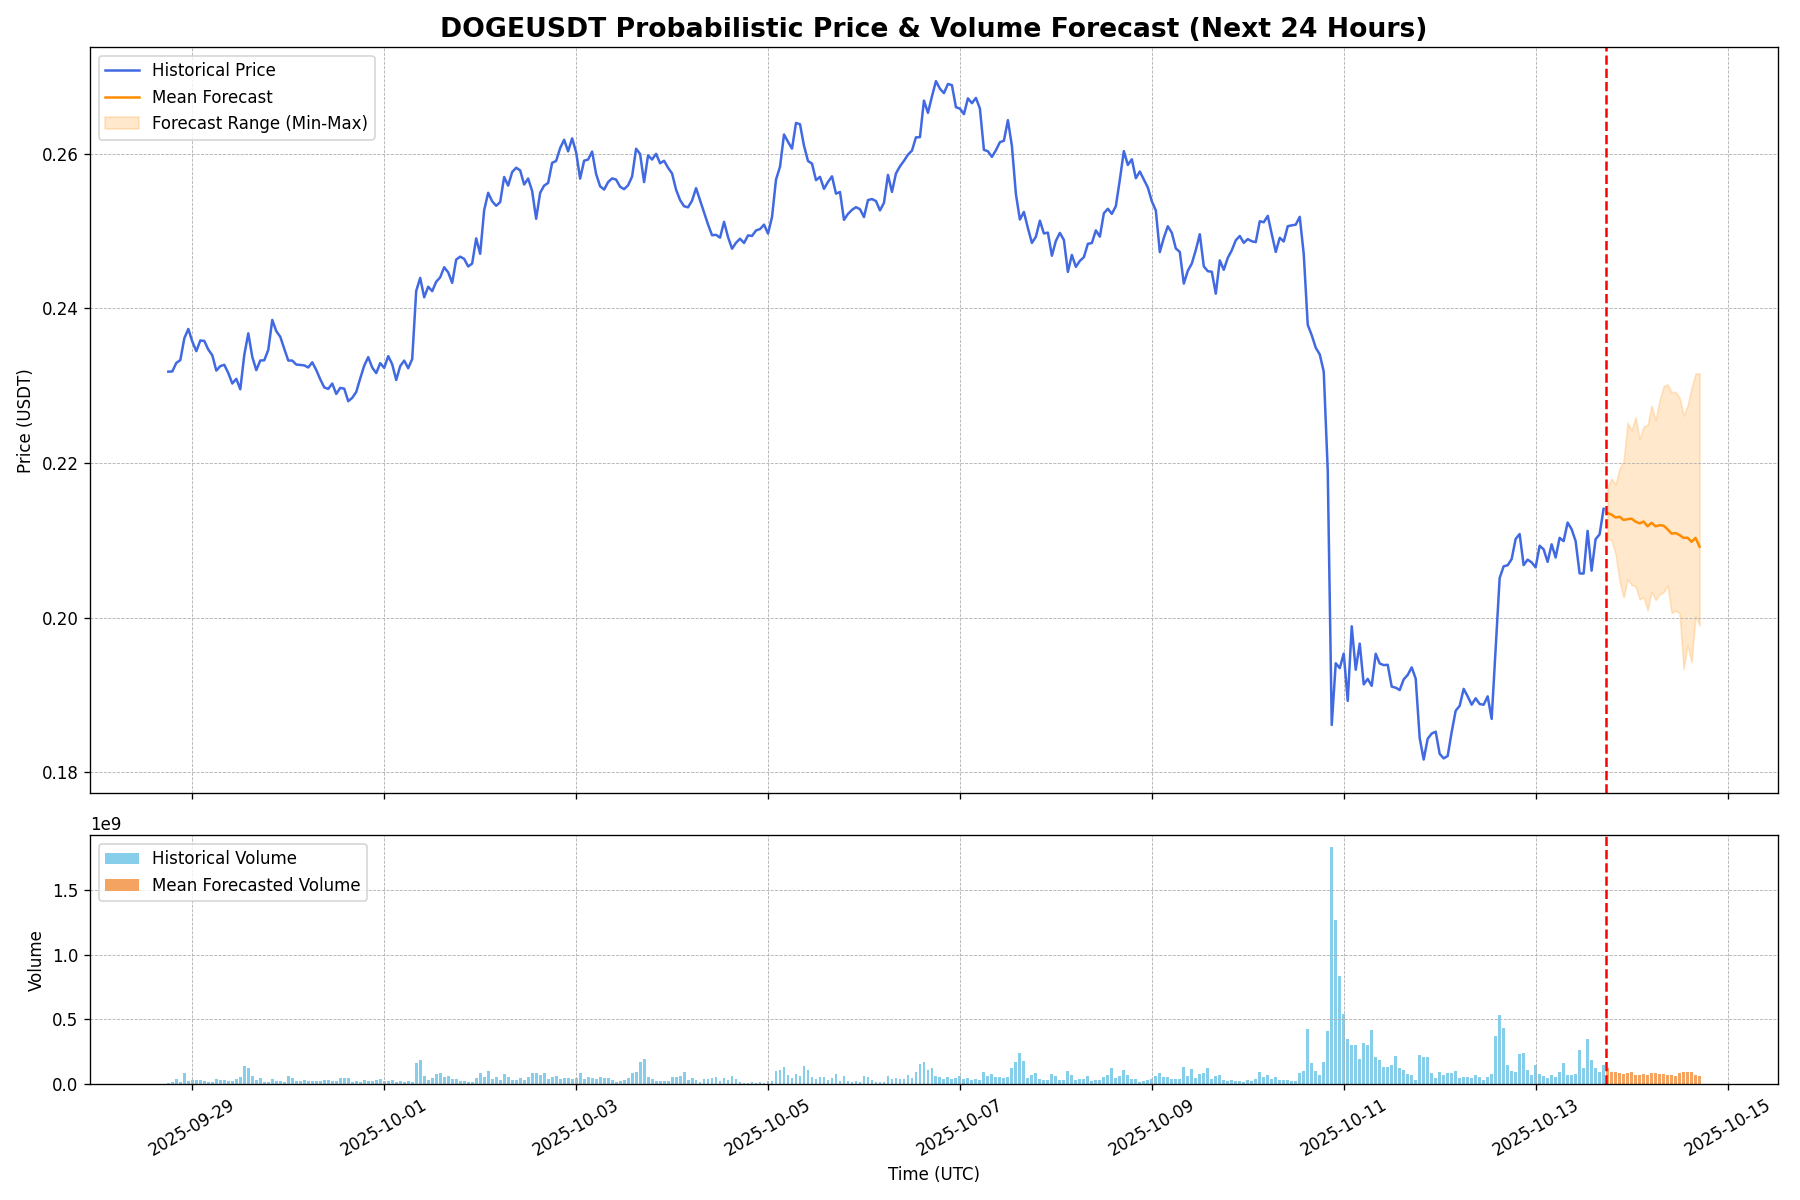 DOGEUSDT Probabilistic Price & Volume Forecast (Next 24 Hours)
Historical Price
Mean Forecast
Forecast Range (Min-Max)
Price (USDT)
0.26
0.24
0.22
0.20
0.18
1e9
Historical Volume
Mean Forecasted Volume
Volume
1.5
1.0
0.5
0.0
2025-09-29
2025-10-01
2025-10-03
2025-10-05
2025-10-07
2025-10-09
2025-10-11
2025-10-13
2025-10-15
Time (UTC)